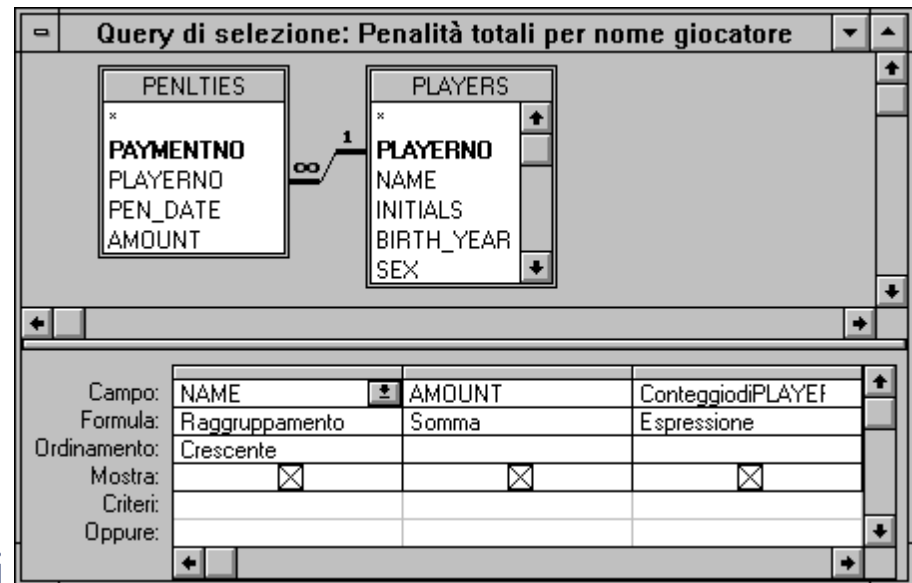 Query di selezione: Penalità totali per nome giocatore
PENLTIES
*
PAYMENTNO
PLAYERNO
PEN_DATE
AMOUNT
∞ 1
PLAYERS
*
PLAYERNO
NAME
INITIALS
BIRTH_YEAR
SEX
Campo: NAME AMOUNT ConteggiodiPLAYEF
Formula: Raggruppamento Somma Espressione
Ordinamento: Crescente
Mostra:
Criteri:
Oppure: